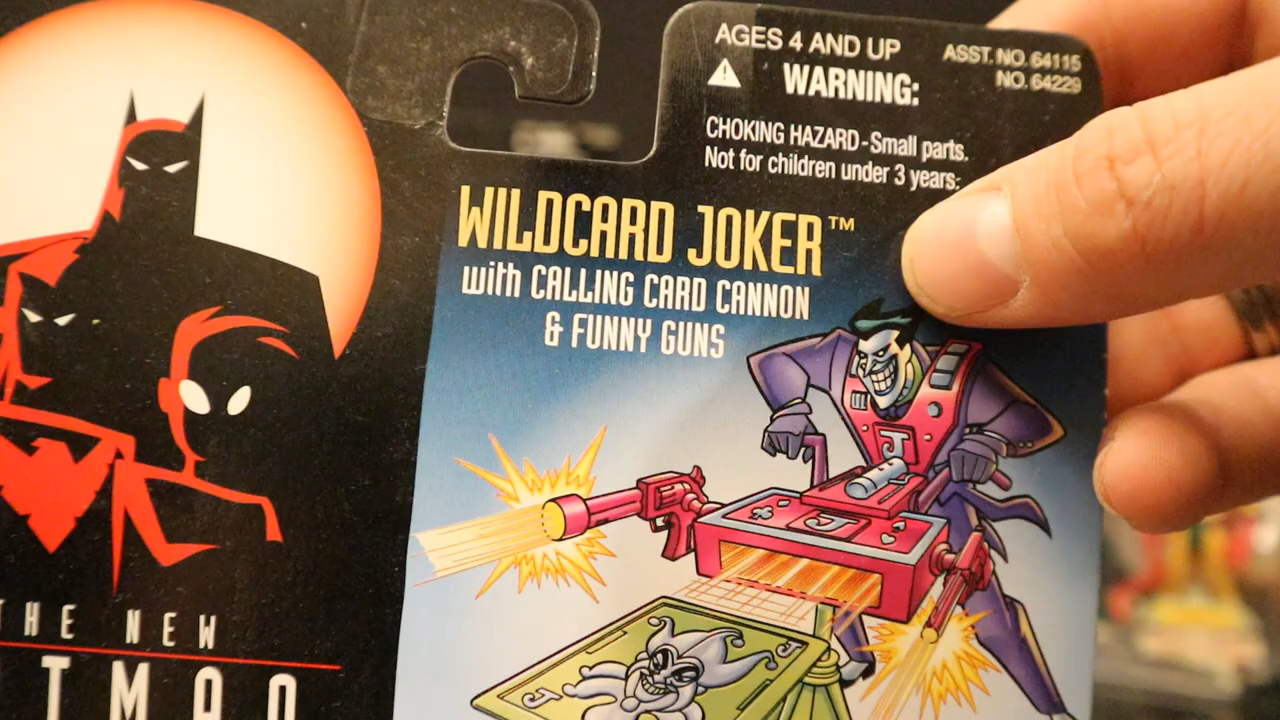 AGES 4 AND UP
ASST. NO. 64115
NO. 64229
WARNING:
CHOKING HAZARD-Small parts.
Not for children under 3 years.
WILDCARD JOKER™
with CALLING CARD CANNON
& FUNNY GUNS
J
J
J
J
THE NEW
TMAN